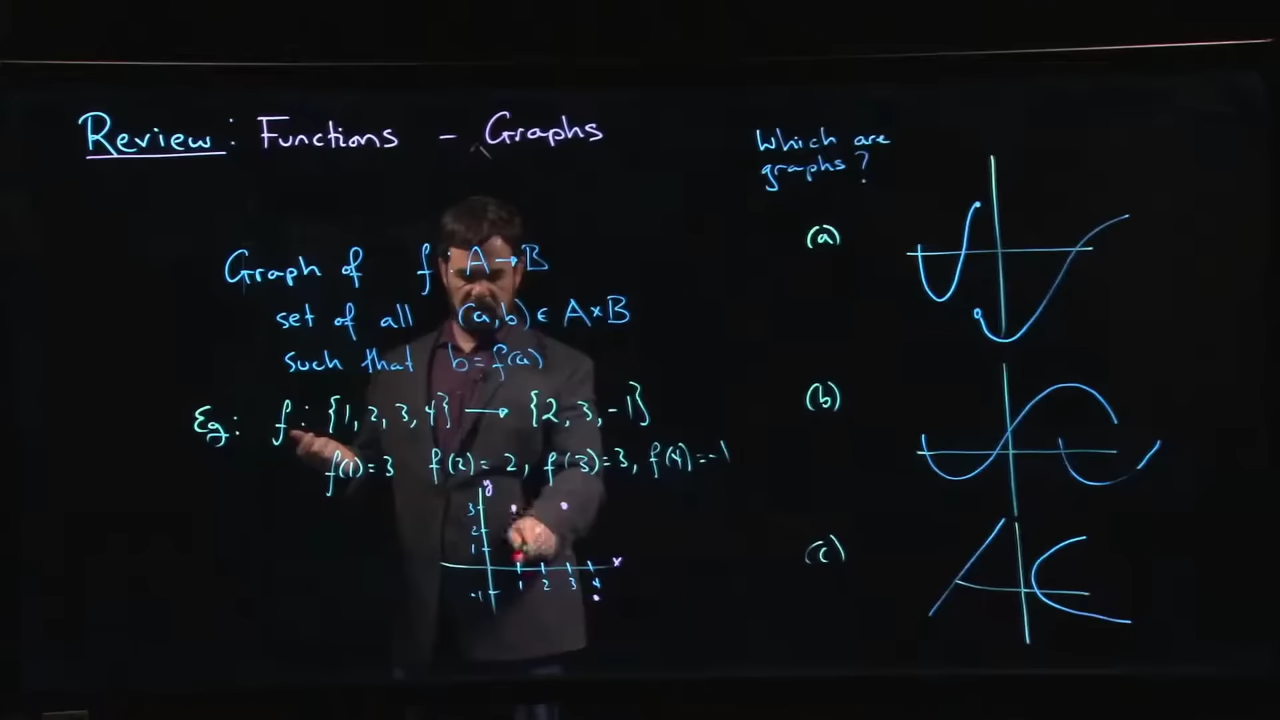 Review: Functions - Graphs
Graph of f: A → B
set of all (a,b) ∈ A×B
such that b=f(a)
Eg: f: {1, 2, 3, 4} → {2, 3, -1}
f(1)=3 f(2)=2, f(3)=3, f(4)=-1
y
3
2
1
x
1 2 3 4
-1
Which are
graphs?
(a)
(b)
(c)